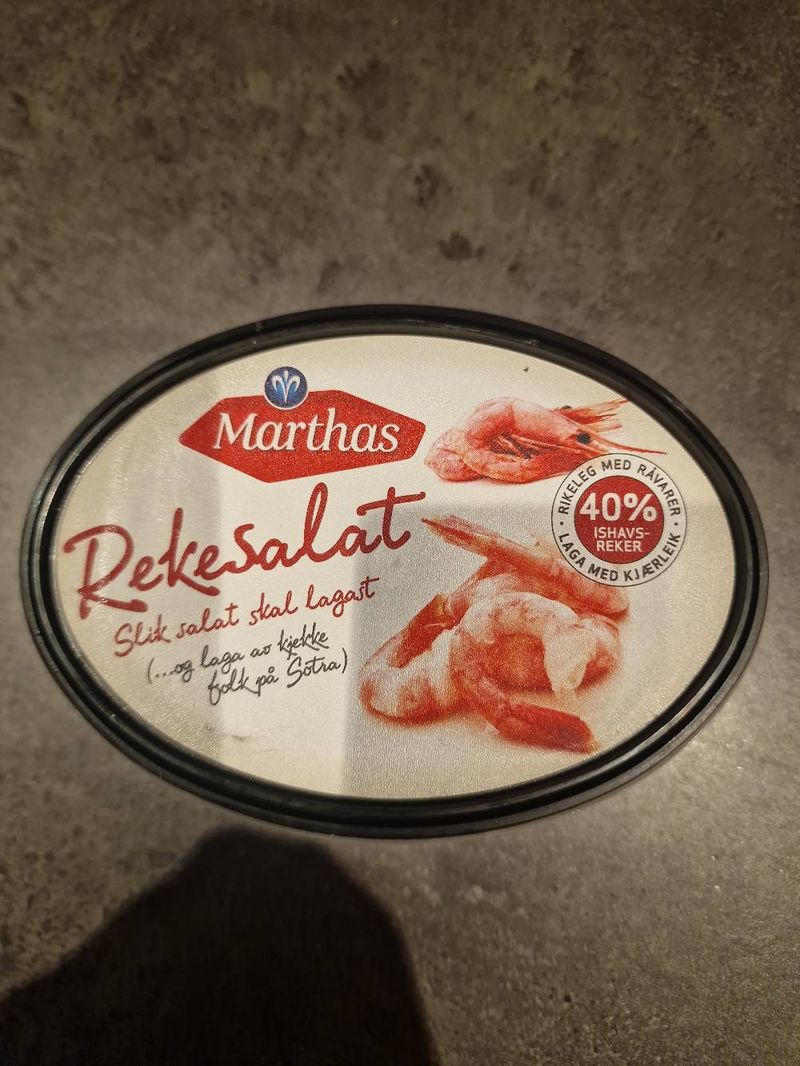 Marthas
Rekesalat
Slik salat skal lagast
(...og laga av kjekke
folk på Sotra)
RIKELEG MED RÅVARER
40%
ISHAVS-
REKER
LAGA MED KJÆRLEIK